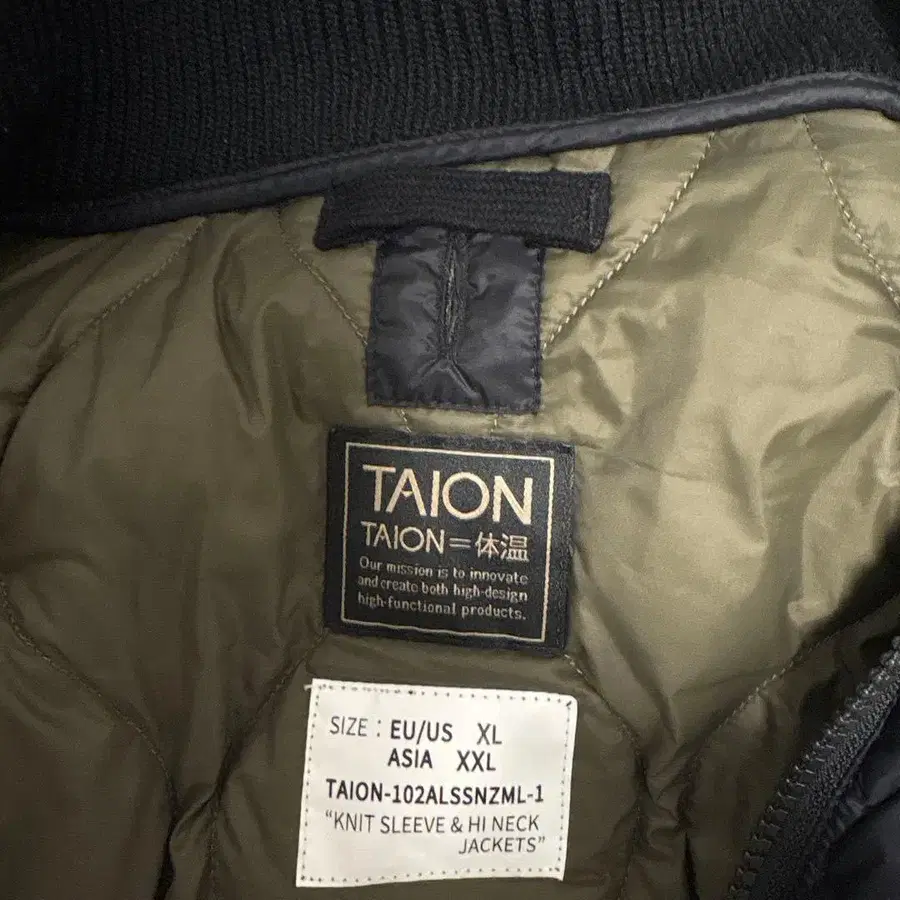 TAION
TAION=体温
Our mission is to innovate
and create both high-design
high-functional products.
SIZE : EU/US XL
ASIA XXL
TAION-102ALSSNZML-1
“KNIT SLEEVE & HI NECK
JACKETS”